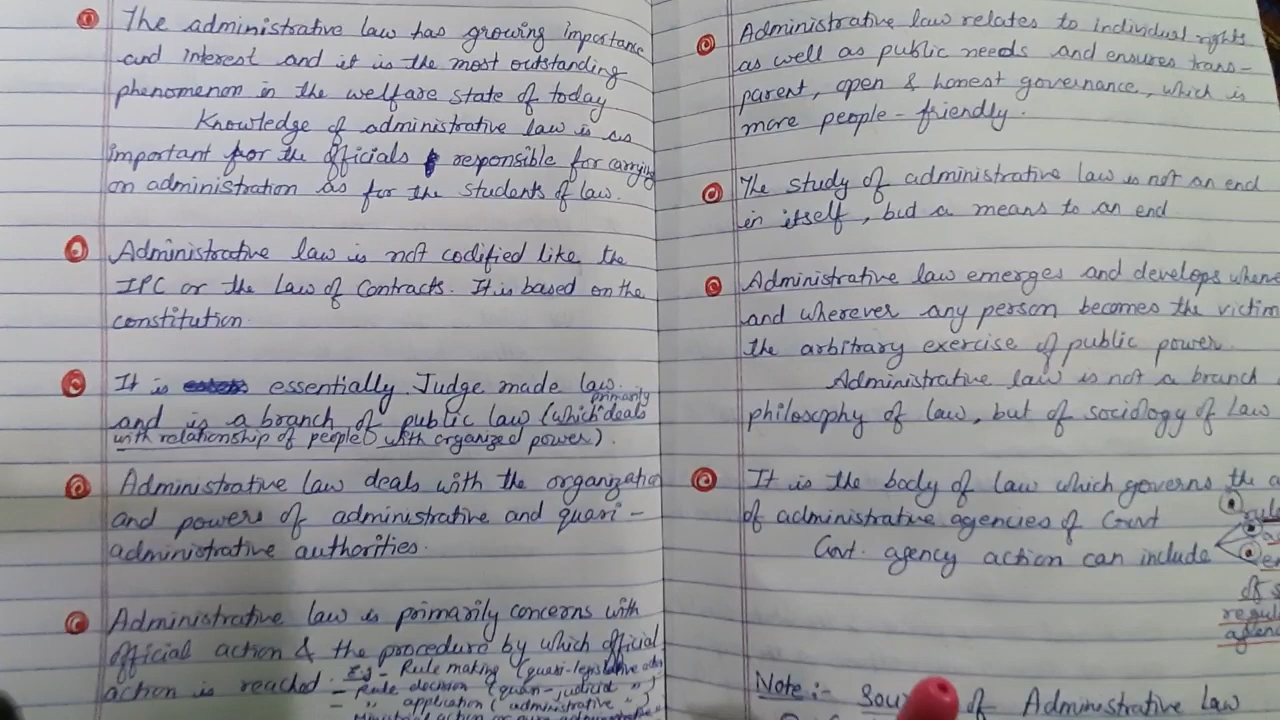 The administrative law has growing importance
and interest and it is the most outstanding
phenomenon in the welfare state of today
Knowledge of administrative law is as
important for the officials responsible for carrying
on administration as for the students of law.
Administrative law is not codified like the
IPC or the Law of Contracts. It is based on the
constitution.
It is essentially Judge made law.
and is a branch of public law (which primarily deals
with relationship of people with organized power).
Administrative Law deals with the organization
and powers of administrative and quasi-
administrative authorities.
Administrative law is primarily concerns with
official action & the procedure by which official
action is reached. Eg - Rule making (quasi-legislative
- Rule decision (quasi-judicial " )
- " application (administrative " )
Administrative law relates to individual rights
as well as public needs and ensures trans-
parent, open & honest governance, which is
more people-friendly.
The study of administrative law is not an end
in itself, but a means to an end
Administrative law emerges and develops
and wherever any person becomes the victim
the arbitrary exercise of public power.
Administrative law is not a branch
philosophy of law, but of sociology of Law
It is the body of law which governs the
of administrative agencies of Govt
Govt. agency action can include
Note:- of Administrative Law